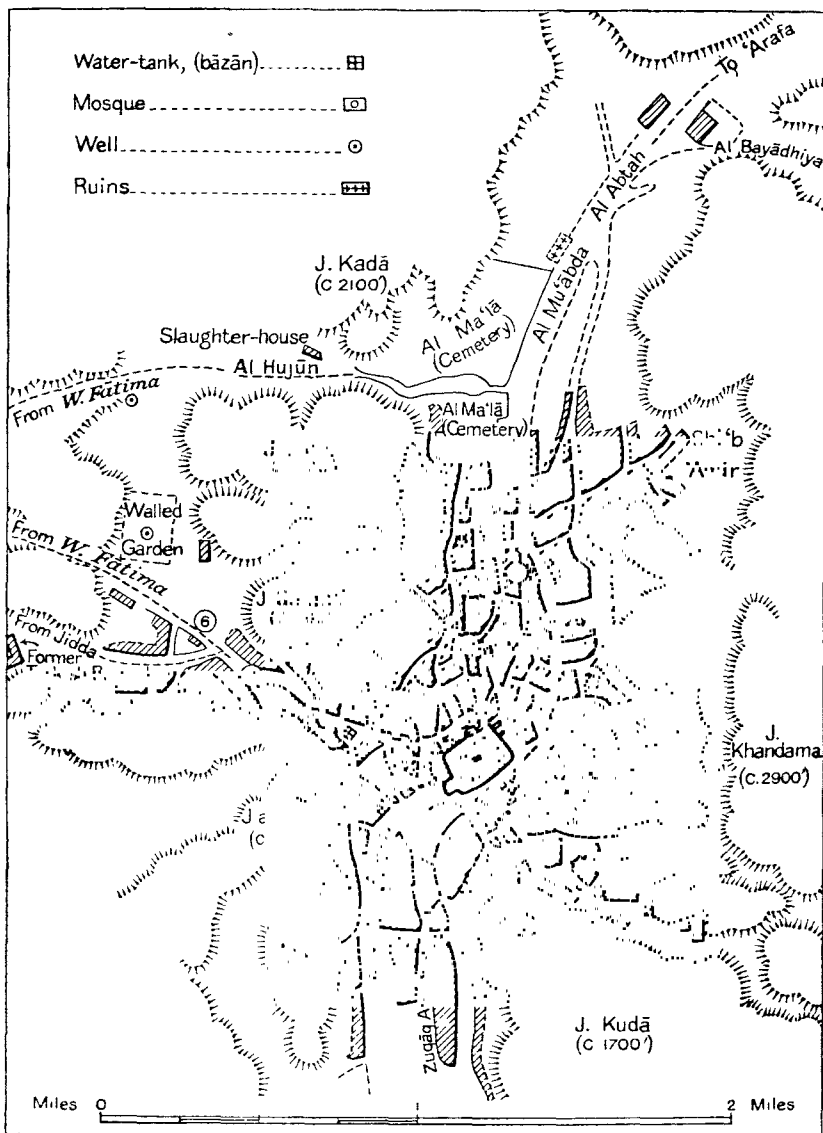 Water-tank, (bāzān)
Mosque
Well
Ruins
To 'Arafa
Al Bayāḍhiya
Al Abtah
J. Kadā
(C 2100')
Al Mu'ābda
Al Ma'lā
(Cemetery)
Slaughter-house
Al Hujūn
From W. Fātima
Al Ma'lā
(Cemetery)
Walled
Garden
From W. Fātima
J
6
From Jidda
Former
J.
Khandama
(C. 2900')
J
Zuqāq A
J. Kudā
(C 1700')
Miles 0 2 Miles